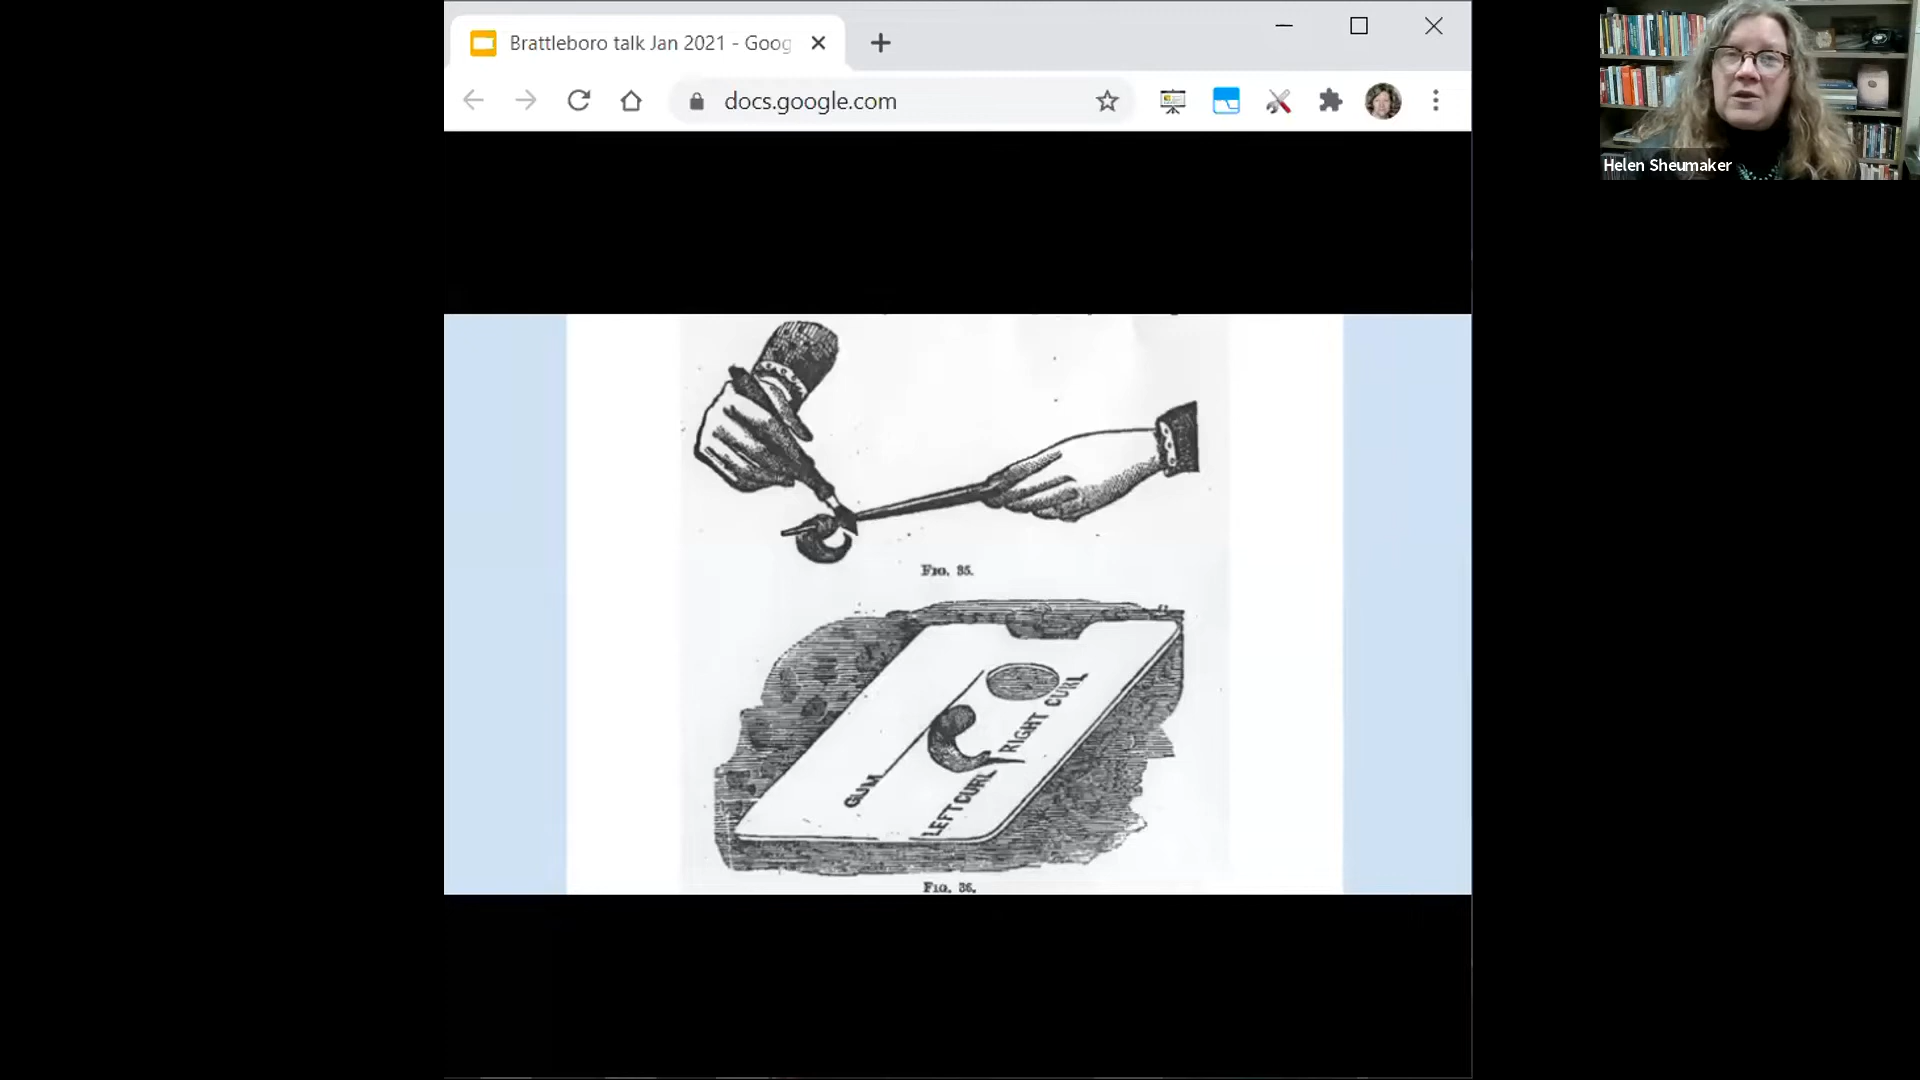 Brattleboro talk Jan 2021 - Goog
docs.google.com
Helen Sheumaker
FIG. 35.
GUM
LEFT CURL
RIGHT CURL
FIG. 36.